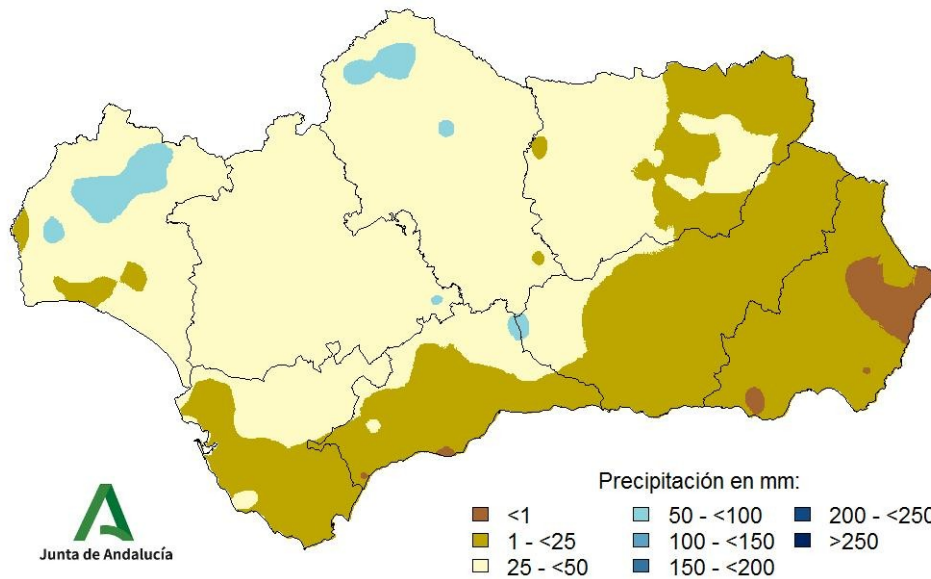 Precipitación en mm:
<1 50 - <100 200 - <250
1 - <25 100 - <150 >250
25 - <50 150 - <200
Junta de Andalucía